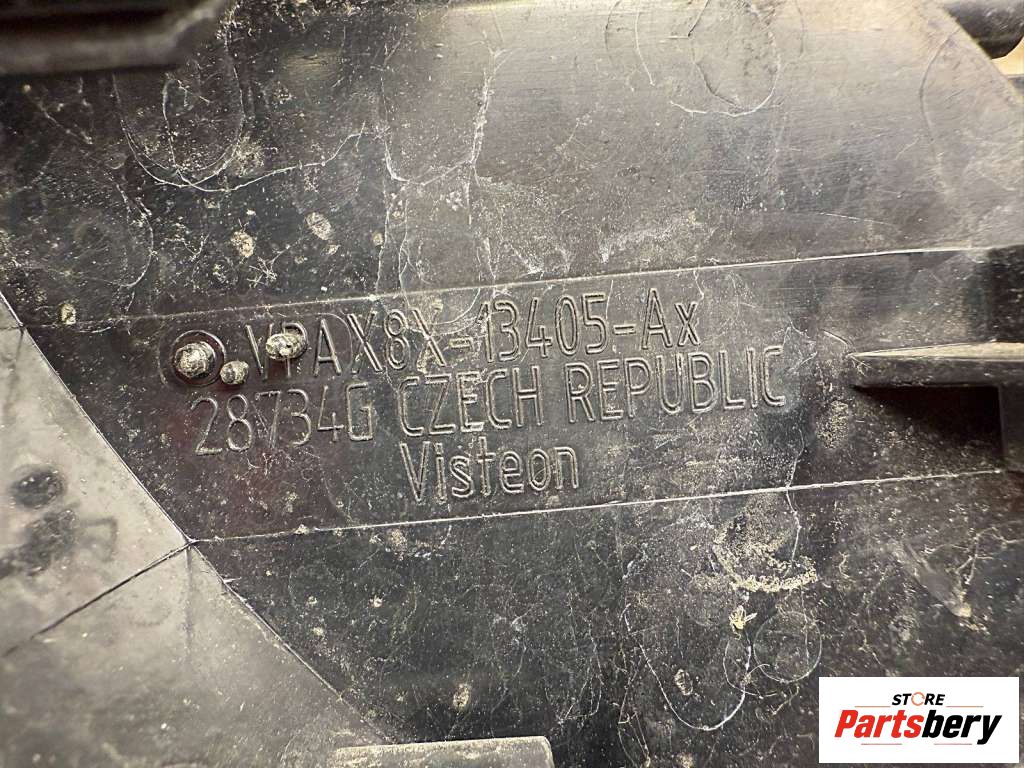 VPAX8X-13405-Ax
28734G CZECH REPUBLIC
Visteon
STORE
Partsbery